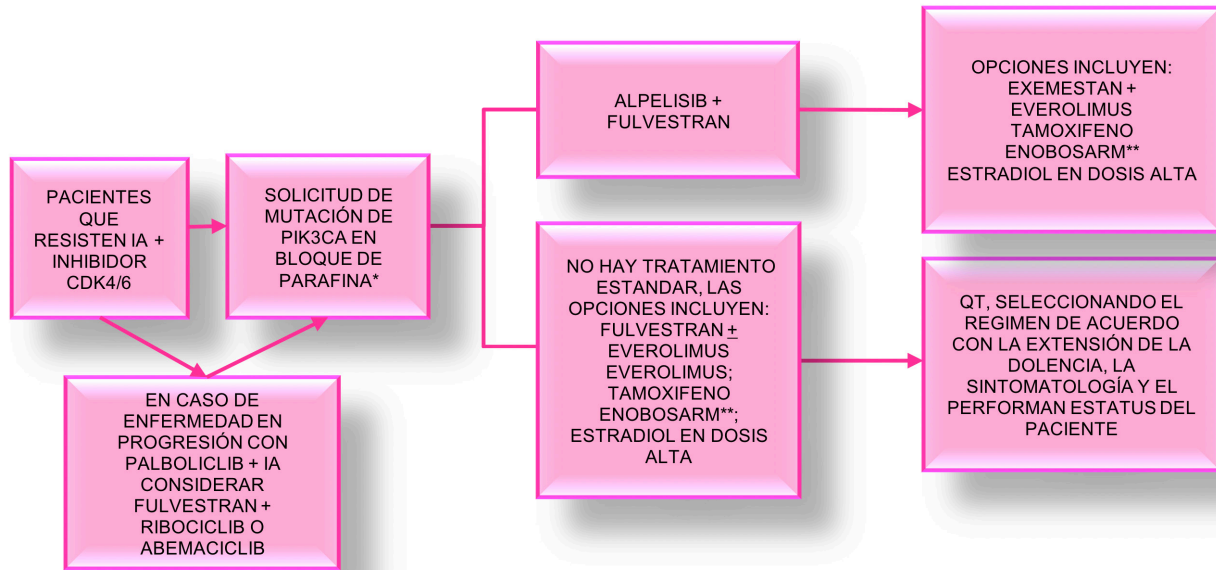 PACIENTES
QUE
RESISTEN IA +
INHIBIDOR
CDK4/6
SOLICITUD DE
MUTACIÓN DE
PIK3CA EN
BLOQUE DE
PARAFINA*
EN CASO DE
ENFERMEDAD EN
PROGRESIÓN CON
PALBOLICLIB + IA
CONSIDERAR
FULVESTRAN +
RIBOCICLIB O
ABEMACICLIB
ALPELISIB +
FULVESTRAN
NO HAY TRATAMIENTO
ESTANDAR, LAS
OPCIONES INCLUYEN:
FULVESTRAN ±
EVEROLIMUS
EVEROLIMUS;
TAMOXIFENO
ENOBOSARM**;
ESTRADIOL EN DOSIS
ALTA
OPCIONES INCLUYEN:
EXEMESTAN +
EVEROLIMUS
TAMOXIFENO
ENOBOSARM**
ESTRADIOL EN DOSIS ALTA
QT, SELECCIONANDO EL
REGIMEN DE ACUERDO
CON LA EXTENSIÓN DE LA
DOLENCIA, LA
SINTOMATOLOGÍA Y EL
PERFORMAN ESTATUS DEL
PACIENTE